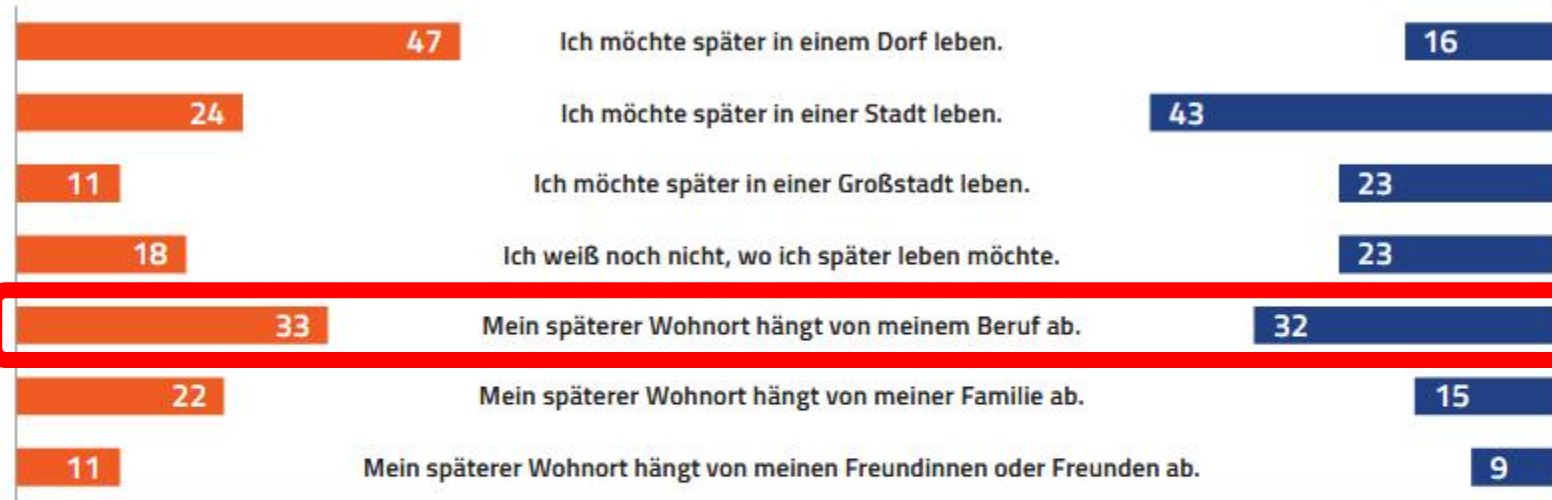 47 Ich möchte später in einem Dorf leben. 16
24 Ich möchte später in einer Stadt leben. 43
11 Ich möchte später in einer Großstadt leben. 23
18 Ich weiß noch nicht, wo ich später leben möchte. 23
33 Mein späterer Wohnort hängt von meinem Beruf ab. 32
22 Mein späterer Wohnort hängt von meiner Familie ab. 15
11 Mein späterer Wohnort hängt von meinen Freundinnen oder Freunden ab. 9